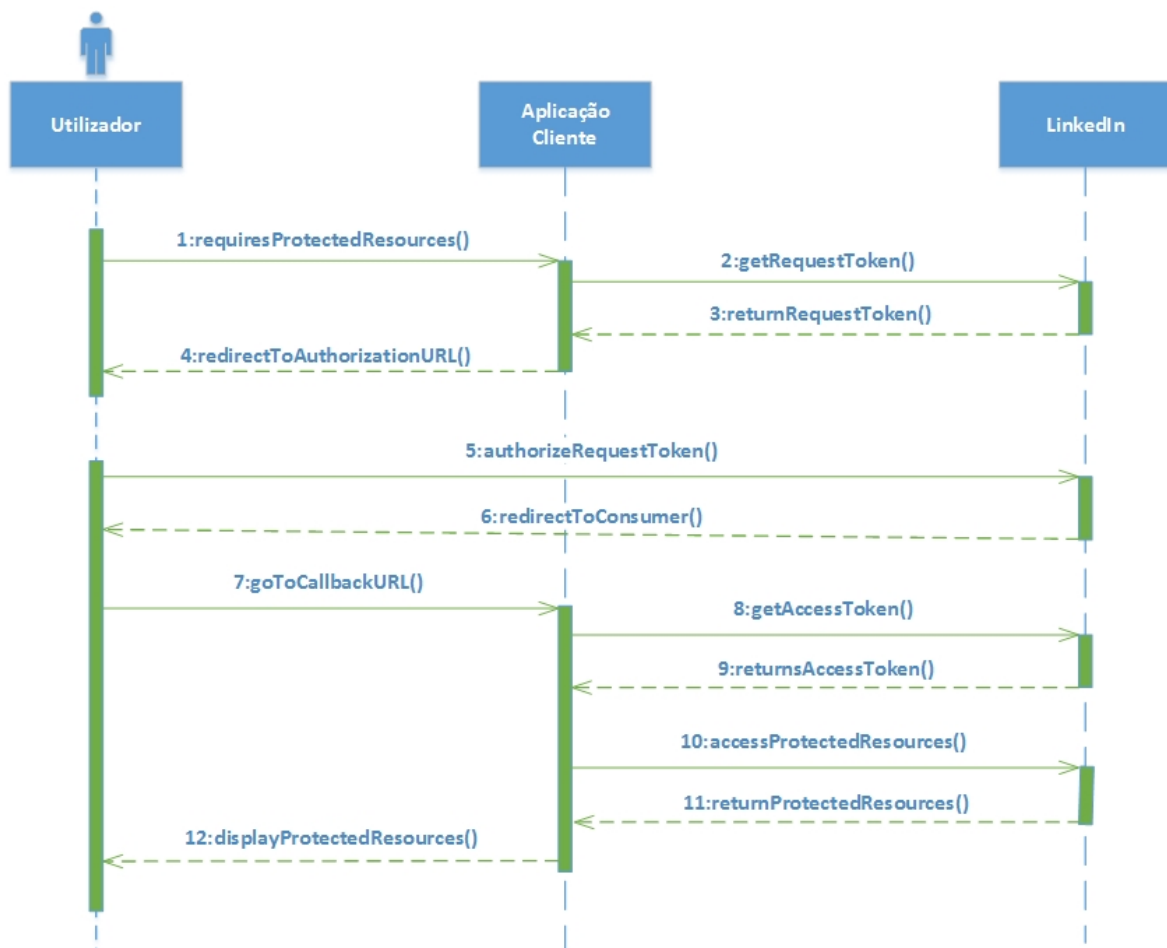 Utilizador
Aplicação
Cliente
LinkedIn
1:requiresProtectedResources()
2:getRequestToken()
3:returnRequestToken()
4:redirectToAuthorizationURL()
5:authorizeRequestToken()
6:redirectToConsumer()
7:goToCallbackURL()
8:getAccessToken()
9:returnsAccessToken()
10:accessProtectedResources()
11:returnProtectedResources()
12:displayProtectedResources()